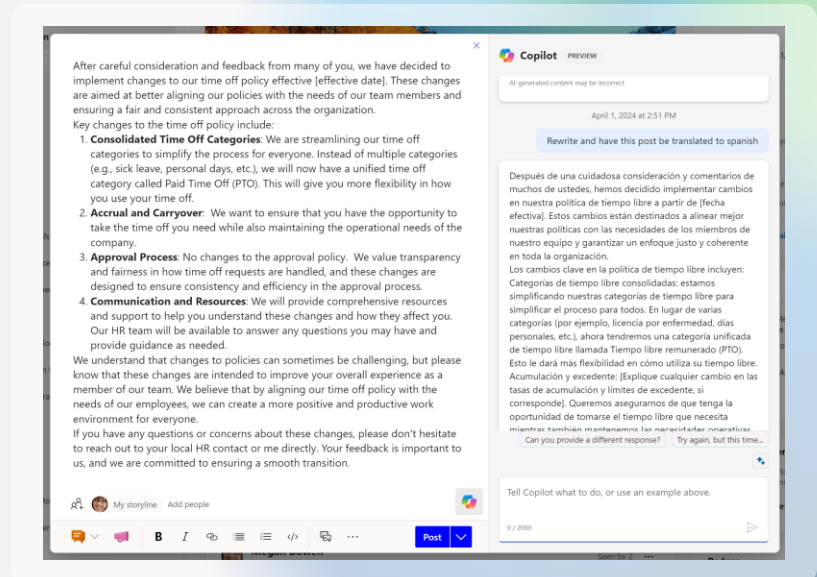 After careful consideration and feedback from many of you, we have decided to
implement changes to our time off policy effective [effective date]. These changes
are aimed at better aligning our policies with the needs of our team members and
ensuring a fair and consistent approach across the organization.
Key changes to the time off policy include:
1. Consolidated Time Off Categories: We are streamlining our time off
categories to simplify the process for everyone. Instead of multiple categories
(e.g., sick leave, personal days, etc.), we will now have a unified time off
category called Paid Time Off (PTO). This will give you more flexibility in how
you use your time off.
2. Accrual and Carryover: We want to ensure that you have the opportunity to
take the time off you need while also maintaining the operational needs of the
company.
3. Approval Process: No changes to the approval policy. We value transparency
and fairness in how time off requests are handled, and these changes are
designed to ensure consistency and efficiency in the approval process.
4. Communication and Resources: We will provide comprehensive resources
and support to help you understand these changes and how they affect you.
Our HR team will be available to answer any questions you may have and
provide guidance as needed.
We understand that changes to policies can sometimes be challenging, but please
know that these changes are intended to improve your overall experience as a
member of our team. We believe that by aligning our time off policy with the
needs of our employees, we can create a more positive and productive work
environment for everyone.
If you have any questions or concerns about these changes, please don't hesitate
to reach out to your local HR contact or me directly. Your feedback is important to
us, and we are committed to ensuring a smooth transition.
My storyline Add people
B I </> ... Post
Copilot PREVIEW
AI-generated content may be incorrect
April 1, 2024 at 2:51 PM
Rewrite and have this post be translated to spanish
Después de una cuidadosa consideración y comentarios de
muchos de ustedes, hemos decidido implementar cambios
en nuestra política de tiempo libre a partir de [fecha
efectiva]. Estos cambios están destinados a alinear mejor
nuestras políticas con las necesidades de los miembros de
nuestro equipo y garantizar un enfoque justo y coherente
en toda la organización.
Los cambios clave en la política de tiempo libre incluyen:
Categorías de tiempo libre consolidadas: estamos
simplificando nuestras categorías de tiempo libre para
simplificar el proceso para todos. En lugar de varias
categorías (por ejemplo, licencia por enfermedad, días
personales, etc.), ahora tendremos una categoría unificada
de tiempo libre llamada Tiempo libre remunerado (PTO).
Esto le dará más flexibilidad en cómo utiliza su tiempo libre.
Acumulación y excedente: [Explique cualquier cambio en las
tasas de acumulación y límites de excedente, si
corresponde]. Queremos asegurarnos de que tenga la
oportunidad de tomarse el tiempo libre que necesita
mientras también mantenemos las necesidades operativas
Can you provide a different response? Try again, but this time...
Tell Copilot what to do, or use an example above.
0 / 2000
Megan Bowen
Seen by 2 ...